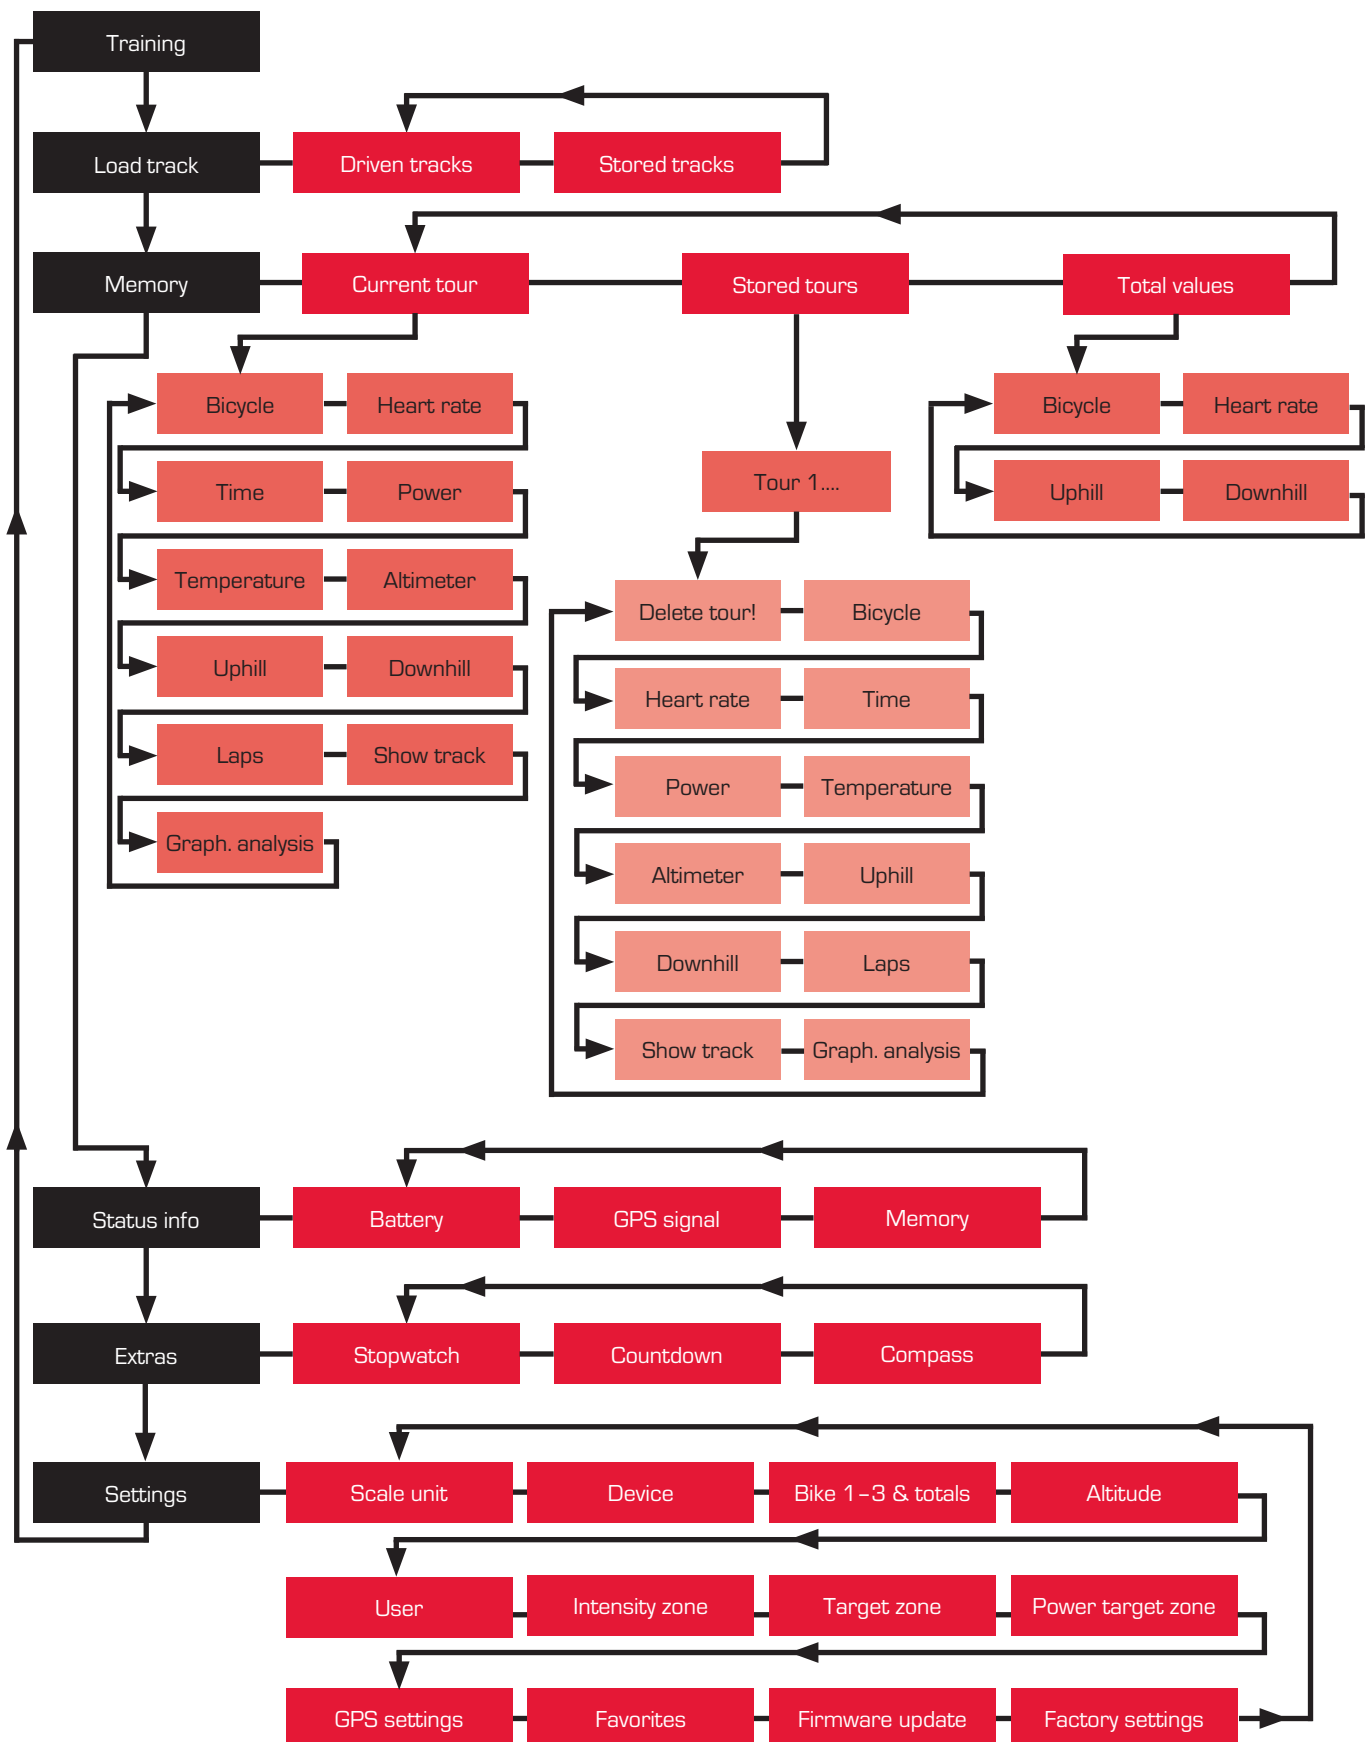 Training
Load track
Driven tracks
Stored tracks
Memory
Current tour
Stored tours
Total values
Bicycle
Heart rate
Time
Power
Temperature
Altimeter
Uphill
Downhill
Laps
Show track
Graph. analysis
Tour 1....
Delete tour!
Bicycle
Heart rate
Time
Power
Temperature
Altimeter
Uphill
Downhill
Laps
Show track
Graph. analysis
Bicycle
Heart rate
Uphill
Downhill
Status info
Battery
GPS signal
Memory
Extras
Stopwatch
Countdown
Compass
Settings
Scale unit
Device
Bike 1–3 & totals
Altitude
User
Intensity zone
Target zone
Power target zone
GPS settings
Favorites
Firmware update
Factory settings